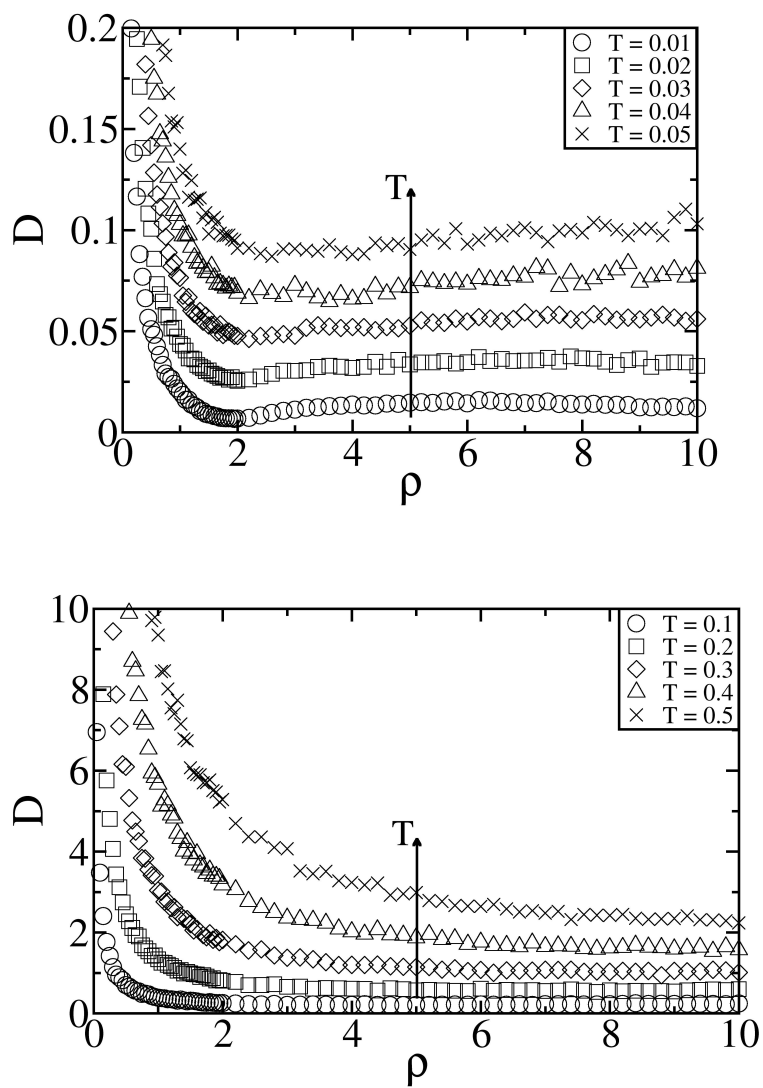 0.2
T = 0.01
T = 0.02
T = 0.03
T = 0.04
T = 0.05
0.15
T
0.1
D
0.05
0
0 2 4 6 8 10
ρ
10
T = 0.1
T = 0.2
T = 0.3
T = 0.4
T = 0.5
8
6
D
T
4
2
0
0 2 4 6 8 10
ρ